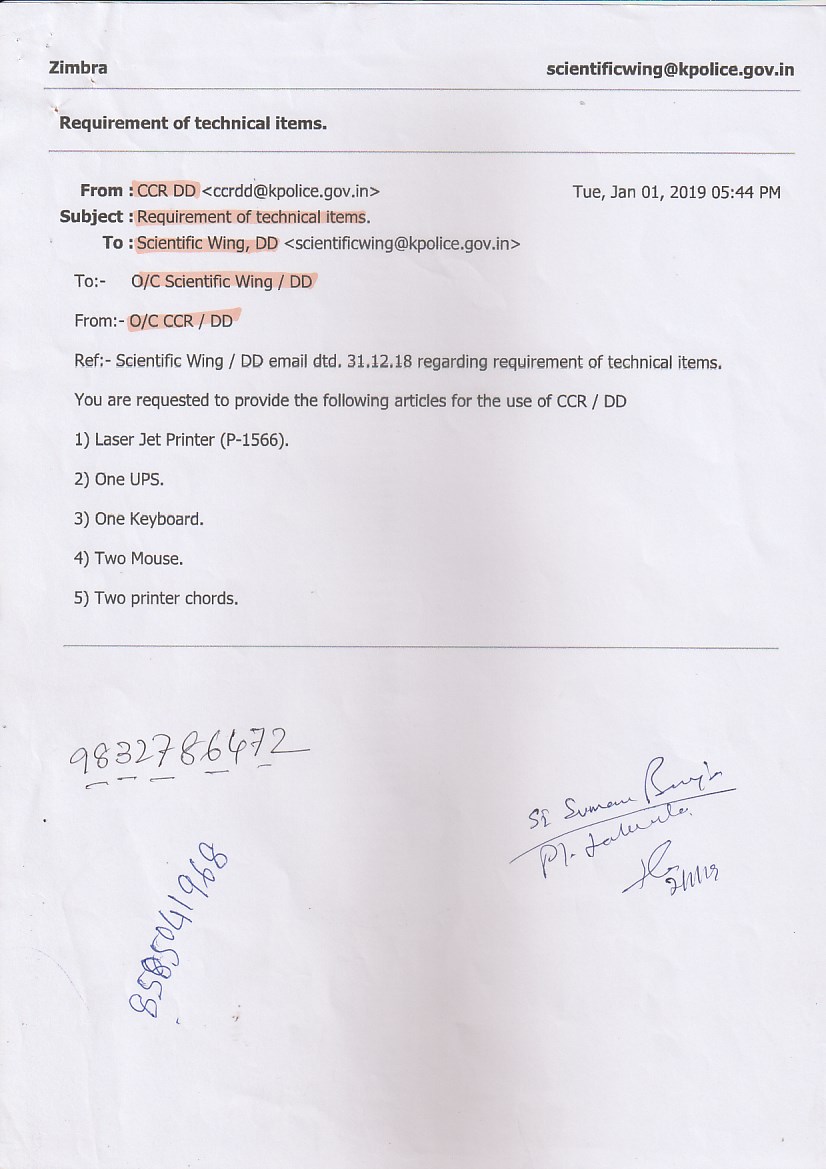 Zimbra scientificwing@kpolice.gov.in
Requirement of technical items.
From : CCR DD <ccrdd@kpolice.gov.in> Tue, Jan 01, 2019 05:44 PM
Subject : Requirement of technical items.
To : Scientific Wing, DD <scientificwing@kpolice.gov.in>
To:- O/C Scientific Wing / DD
From:- O/C CCR / DD
Ref:- Scientific Wing / DD email dtd. 31.12.18 regarding requirement of technical items.
You are requested to provide the following articles for the use of CCR / DD
1) Laser Jet Printer (P-1566).
2) One UPS.
3) One Keyboard.
4) Two Mouse.
5) Two printer chords.
9832786472
SI Suman
Pl.
2/1/19
8585041968